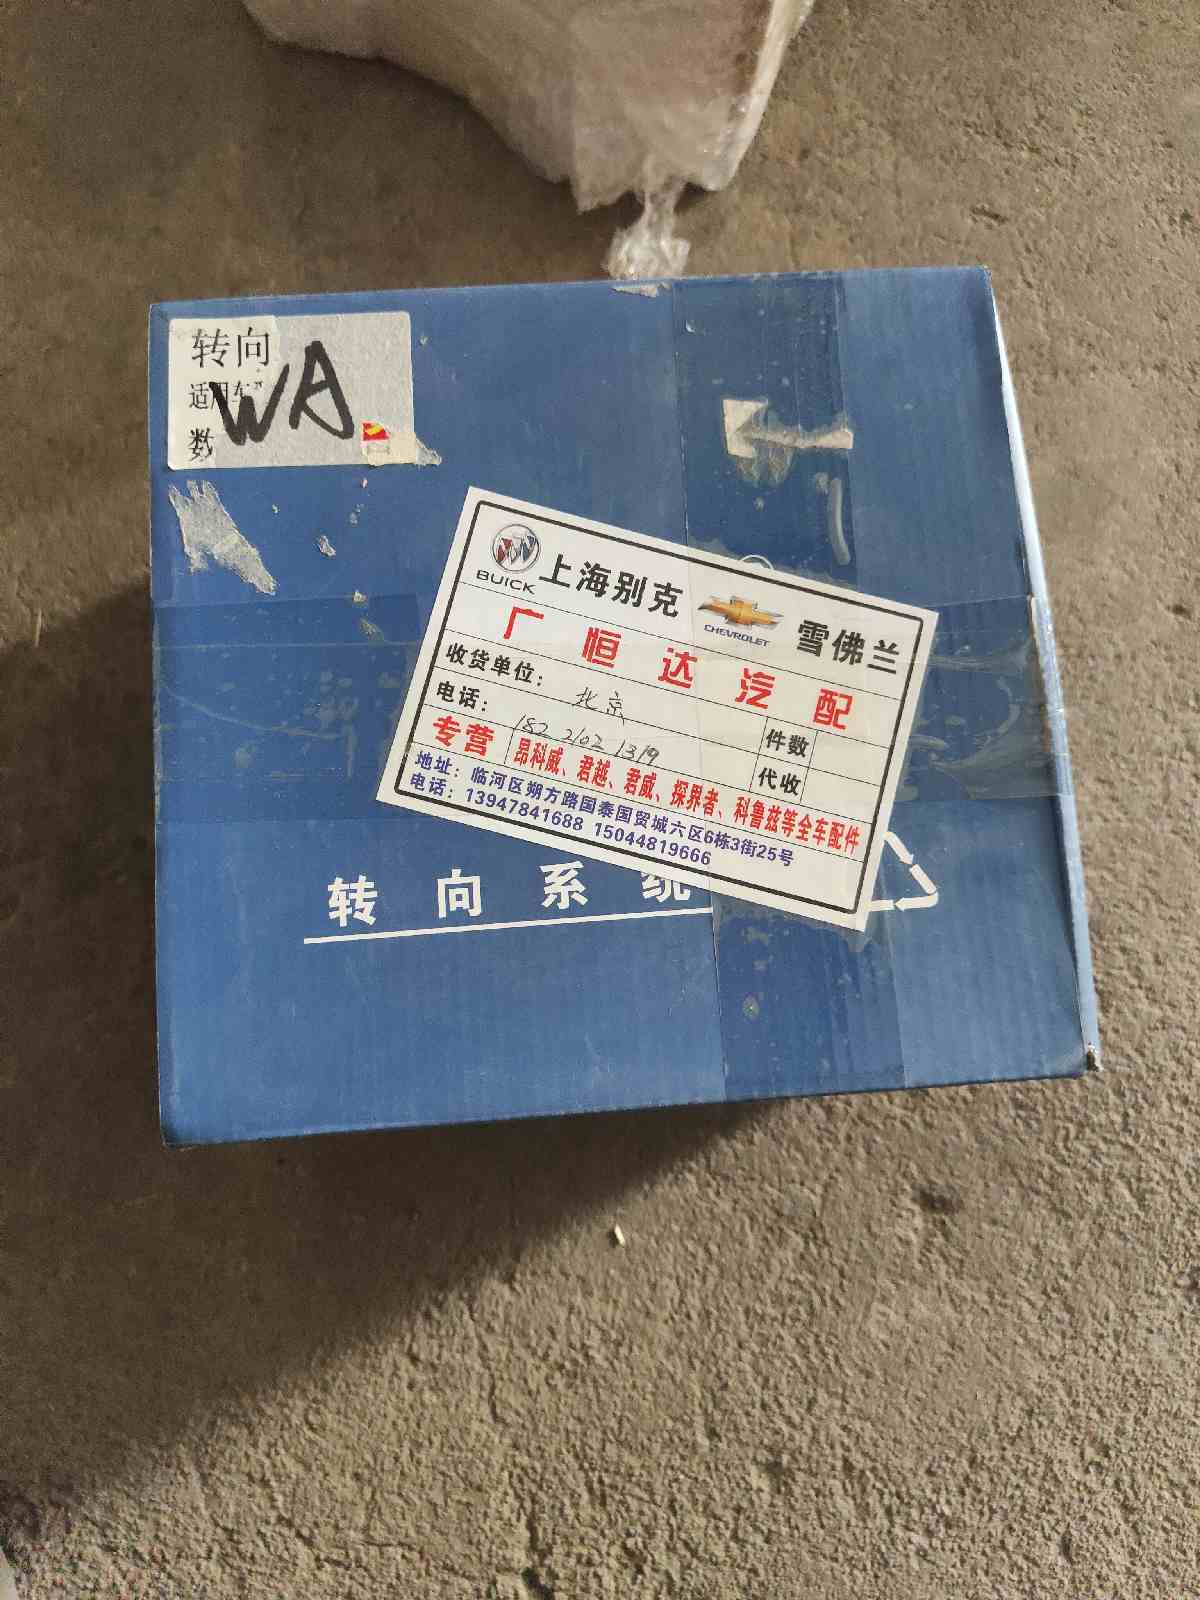 转向
适用车
数
WA
BUICK 上海别克 CHEVROLET 雪佛兰
广恒达汽配
收货单位： 北京 件数
电话： 182 2102 1319 代收
专营 昂科威、君越、君威、探界者、科鲁兹等全车配件
地址：临河区朔方路国泰国贸城六区6栋3街25号
电话：13947841688 15044819666
转向系统